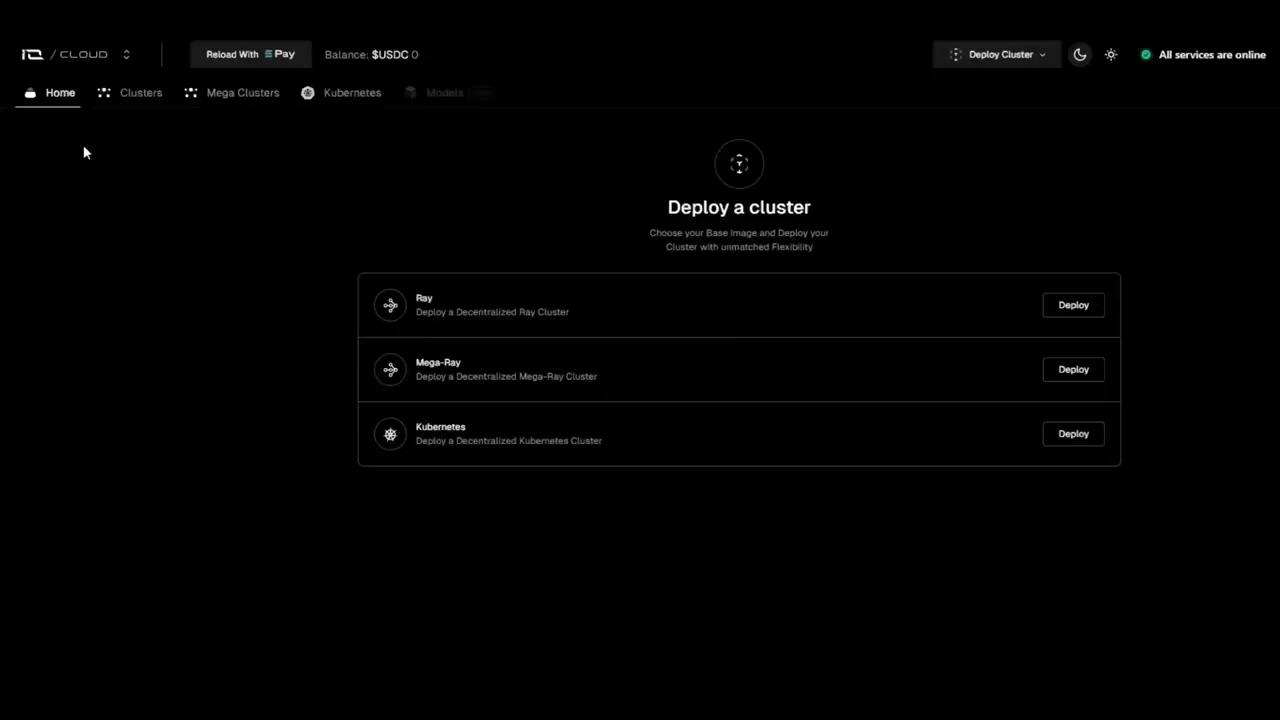 IO / CLOUD
Reload With Pay
Balance: $USDC 0
Deploy Cluster
All services are online
Home
Clusters
Mega Clusters
Kubernetes
Models
Deploy a cluster
Choose your Base Image and Deploy your
Cluster with unmatched Flexibility
Ray
Deploy a Decentralized Ray Cluster
Deploy
Mega-Ray
Deploy a Decentralized Mega-Ray Cluster
Deploy
Kubernetes
Deploy a Decentralized Kubernetes Cluster
Deploy